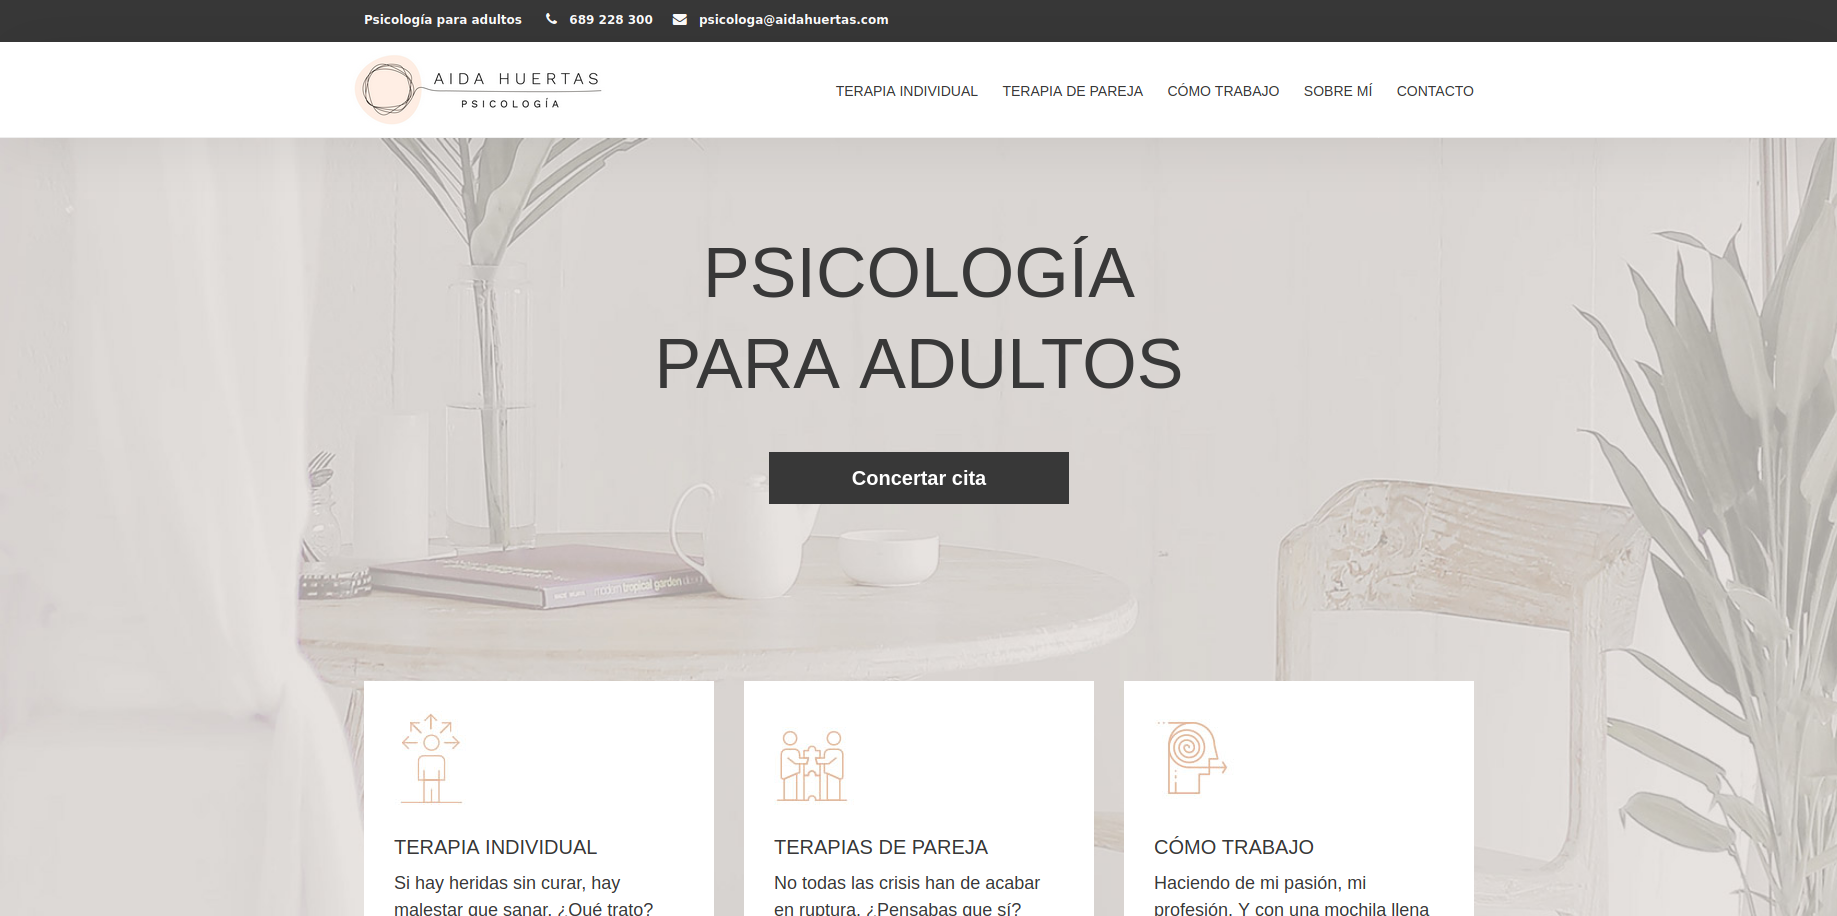 Psicología para adultos 689 228 300 psicologa@aidahuertas.com
AIDA HUERTAS
PSICOLOGÍA
TERAPIA INDIVIDUAL TERAPIA DE PAREJA CÓMO TRABAJO SOBRE MÍ CONTACTO
PSICOLOGÍA
PARA ADULTOS
Concertar cita
modern tropical garden
TERAPIA INDIVIDUAL
Si hay heridas sin curar, hay
malestar que sanar. ¿Qué trato?
TERAPIAS DE PAREJA
No todas las crisis han de acabar
en ruptura. ¿Pensabas que sí?
CÓMO TRABAJO
Haciendo de mi pasión, mi
profesión. Y con una mochila llena